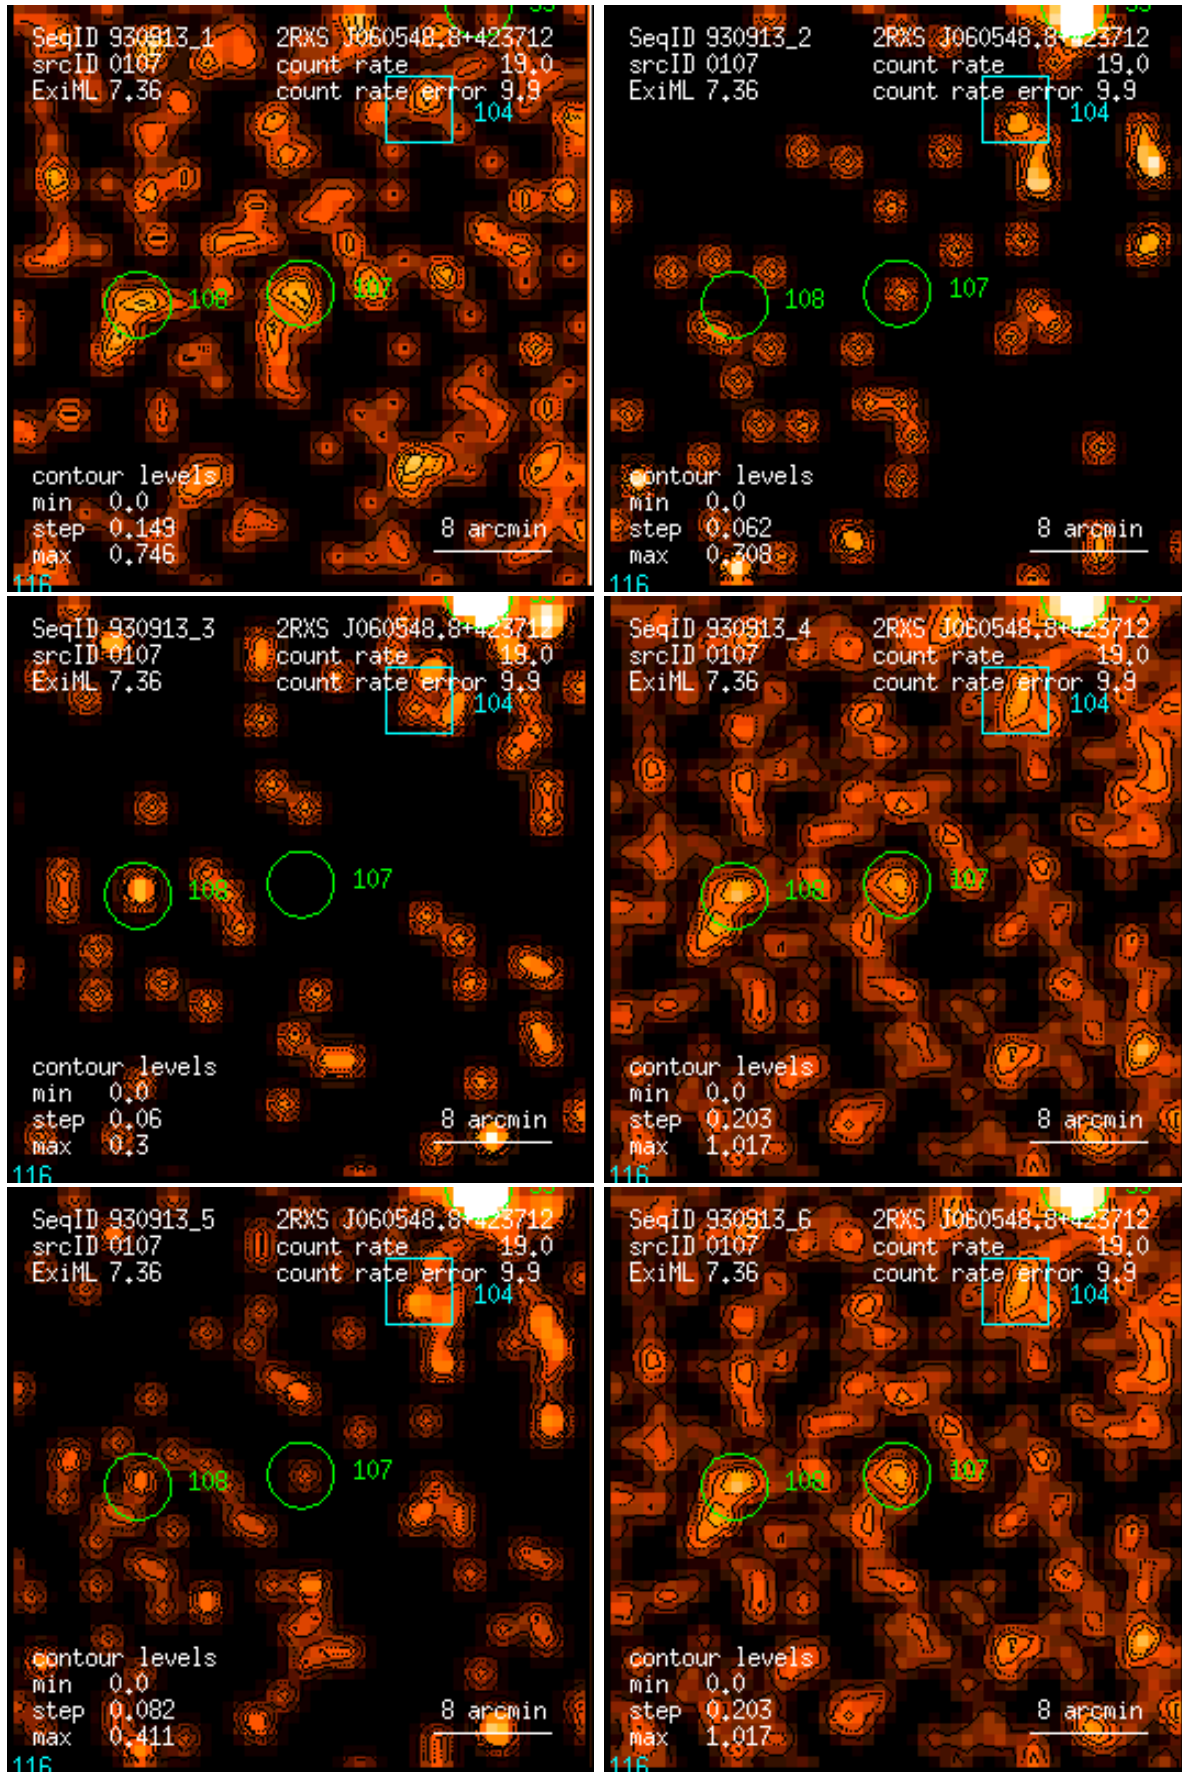 SeqID 930913_1 2RXS J060548.8+423712
srcID 0107 count rate 19.0
ExiML 7.36 count rate error 9.9
104
108 107
contour levels
min 0.0
step 0.149 8 arcmin
max 0.746
116
SeqID 930913_2 2RXS J060548.8+423712
srcID 0107 count rate 19.0
ExiML 7.36 count rate error 9.9
104
108 107
contour levels
min 0.0
step 0.062 8 arcmin
max 0.308
116
SeqID 930913_3 2RXS J060548.8+423712
srcID 0107 count rate 19.0
ExiML 7.36 count rate error 9.9
104
108 107
contour levels
min 0.0
step 0.06 8 arcmin
max 0.3
116
SeqID 930913_4 2RXS J060548.8+423712
srcID 0107 count rate 19.0
ExiML 7.36 count rate error 9.9
104
108 107
contour levels
min 0.0
step 0.203 8 arcmin
max 1.017
116
SeqID 930913_5 2RXS J060548.8+423712
srcID 0107 count rate 19.0
ExiML 7.36 count rate error 9.9
104
108 107
contour levels
min 0.0
step 0.082 8 arcmin
max 0.411
116
SeqID 930913_6 2RXS J060548.8+423712
srcID 0107 count rate 19.0
ExiML 7.36 count rate error 9.9
104
108 107
contour levels
min 0.0
step 0.203 8 arcmin
max 1.017
116